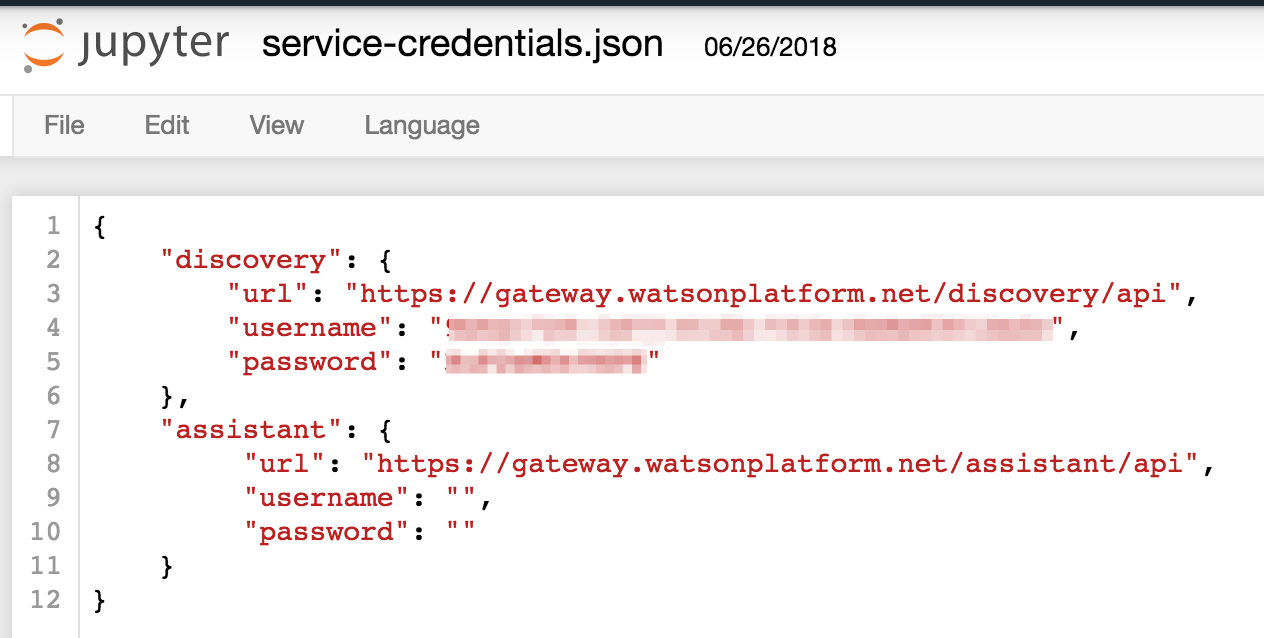 jupyter service-credentials.json 06/26/2018
File Edit View Language
1 {
2 "discovery": {
3 "url": "https://gateway.watsonplatform.net/discovery/api",
4 "username": "",
5 "password": ""
6 },
7 "assistant": {
8 "url": "https://gateway.watsonplatform.net/assistant/api",
9 "username": "",
10 "password": ""
11 }
12 }